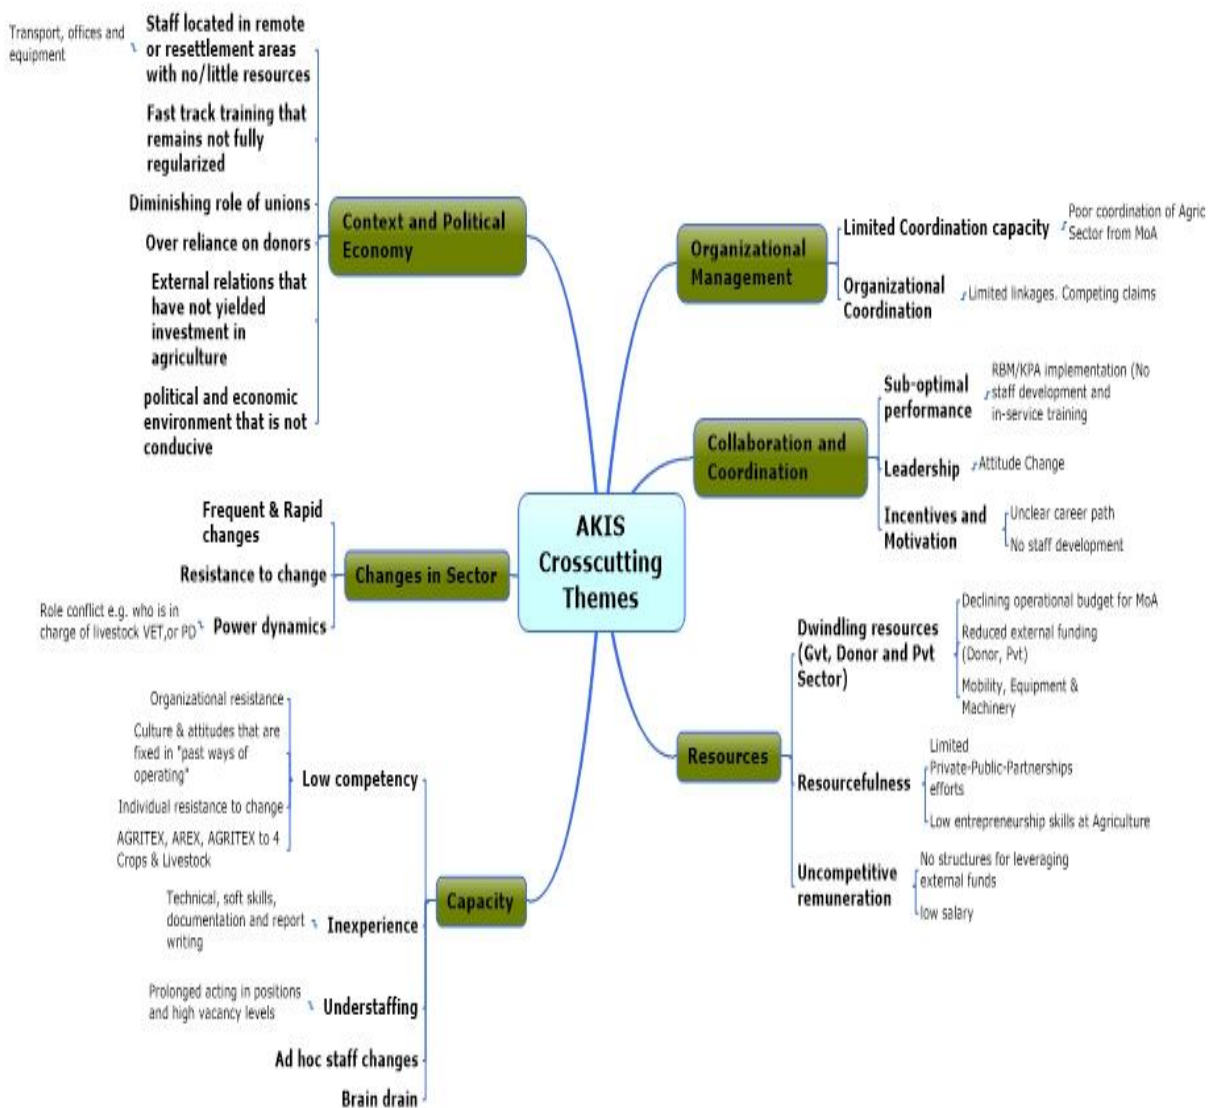 AKIS
Crosscutting
Themes
Context and Political
Economy
Staff located in remote
or resettlement areas
with no/little resources
Transport, offices and
equipment
Fast track training that
remains not fully
regularized
Diminishing role of unions
Over reliance on donors
External relations that
have not yielded
investment in
agriculture
political and economic
environment that is not
conducive
Changes in Sector
Frequent & Rapid
changes
Resistance to change
Power dynamics
Role conflict e.g. who is in
charge of livestock VET,or PD
Capacity
Low competency
Organizational resistance
Culture & attitudes that are
fixed in "past ways of
operating"
Individual resistance to change
AGRITEX, AREX, AGRITEX to 4
Crops & Livestock
Inexperience
Technical, soft skills,
documentation and report
writing
Understaffing
Prolonged acting in positions
and high vacancy levels
Ad hoc staff changes
Brain drain
Organizational
Management
Limited Coordination capacity
Poor coordination of Agric
Sector from MoA
Organizational
Coordination
Limited linkages. Competing claims
Collaboration and
Coordination
Sub-optimal
performance
RBM/KPA implementation (No
staff development and
in-service training
Leadership
Attitude Change
Incentives and
Motivation
Unclear career path
No staff development
Resources
Dwindling resources
(Gvt, Donor and Pvt
Sector)
Declining operational budget for MoA
Reduced external funding
(Donor, Pvt)
Mobility, Equipment &
Machinery
Resourcefulness
Limited
Private-Public-Partnerships
efforts
Low entrepreneurship skills at Agriculture
Uncompetitive
remuneration
No structures for leveraging
external funds
low salary